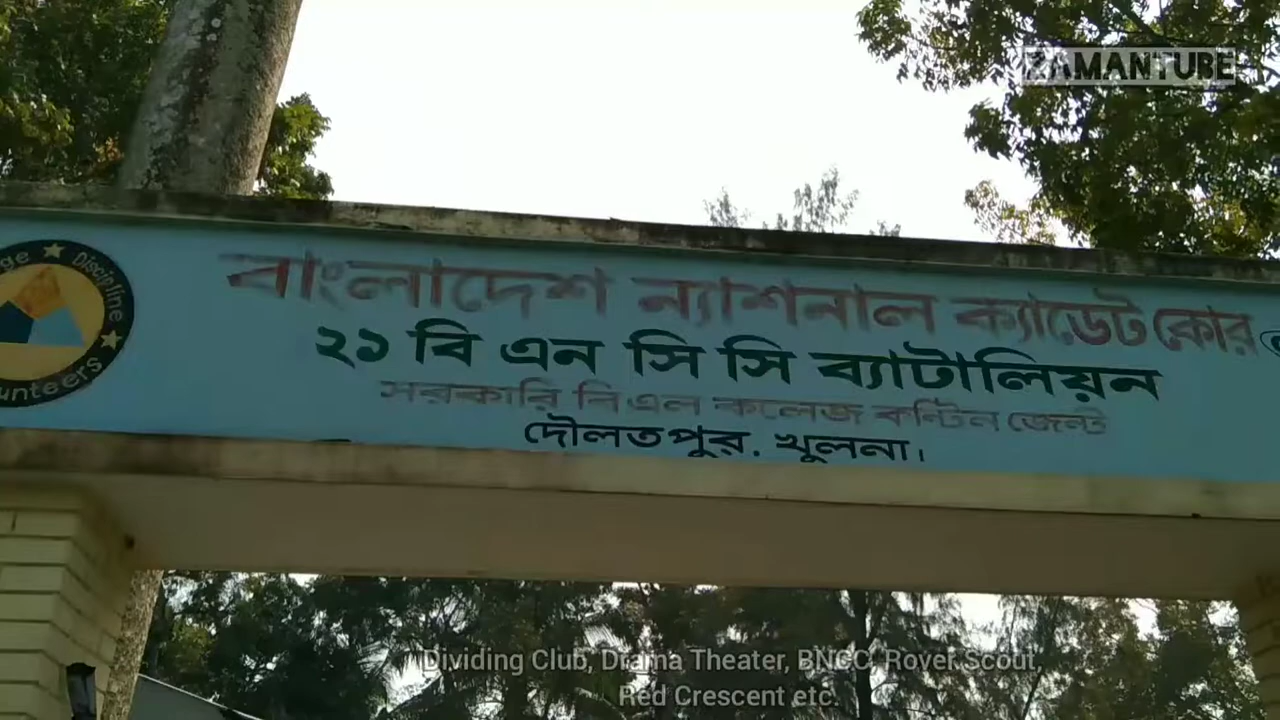 ZAMANTUBE
Discipline
বাংলাদেশ ন্যাশনাল ক্যাডেট কোর
২১ বি এন সি সি ব্যাটালিয়ন
সরকারি বি এল কলেজ কন্টিনজেন্ট
দৌলতপুর. খুলনা।
Dividing Club, Drama Theater, BNCC, Rover Scout,
Red Crescent etc.